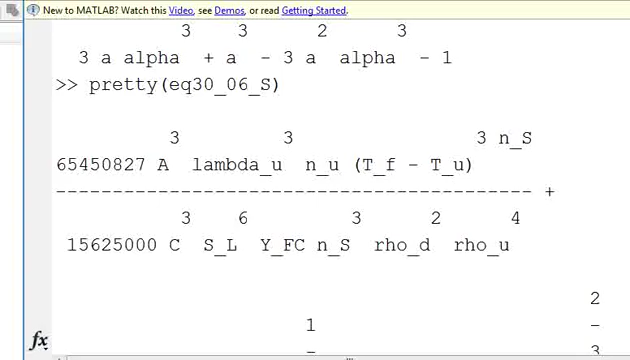 New to MATLAB? Watch this Video, see Demos, or read Getting Started.
3 3 2 3
3 a alpha + a - 3 a alpha - 1
>> pretty(eq30_06_S)
3 3 3 n_S
65450827 A lambda_u n_u (T_f - T_u)
----------------------------------------- +
3 6 3 2 4
15625000 C S_L Y_FC n_S rho_d rho_u
2
1 -
- 3
fx